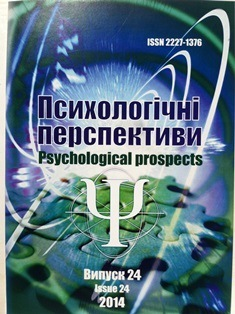 ISSN 2227-1376
Психологічні
перспективи
Psychological prospects
Ψ
Випуск 24
Issue 24
2014